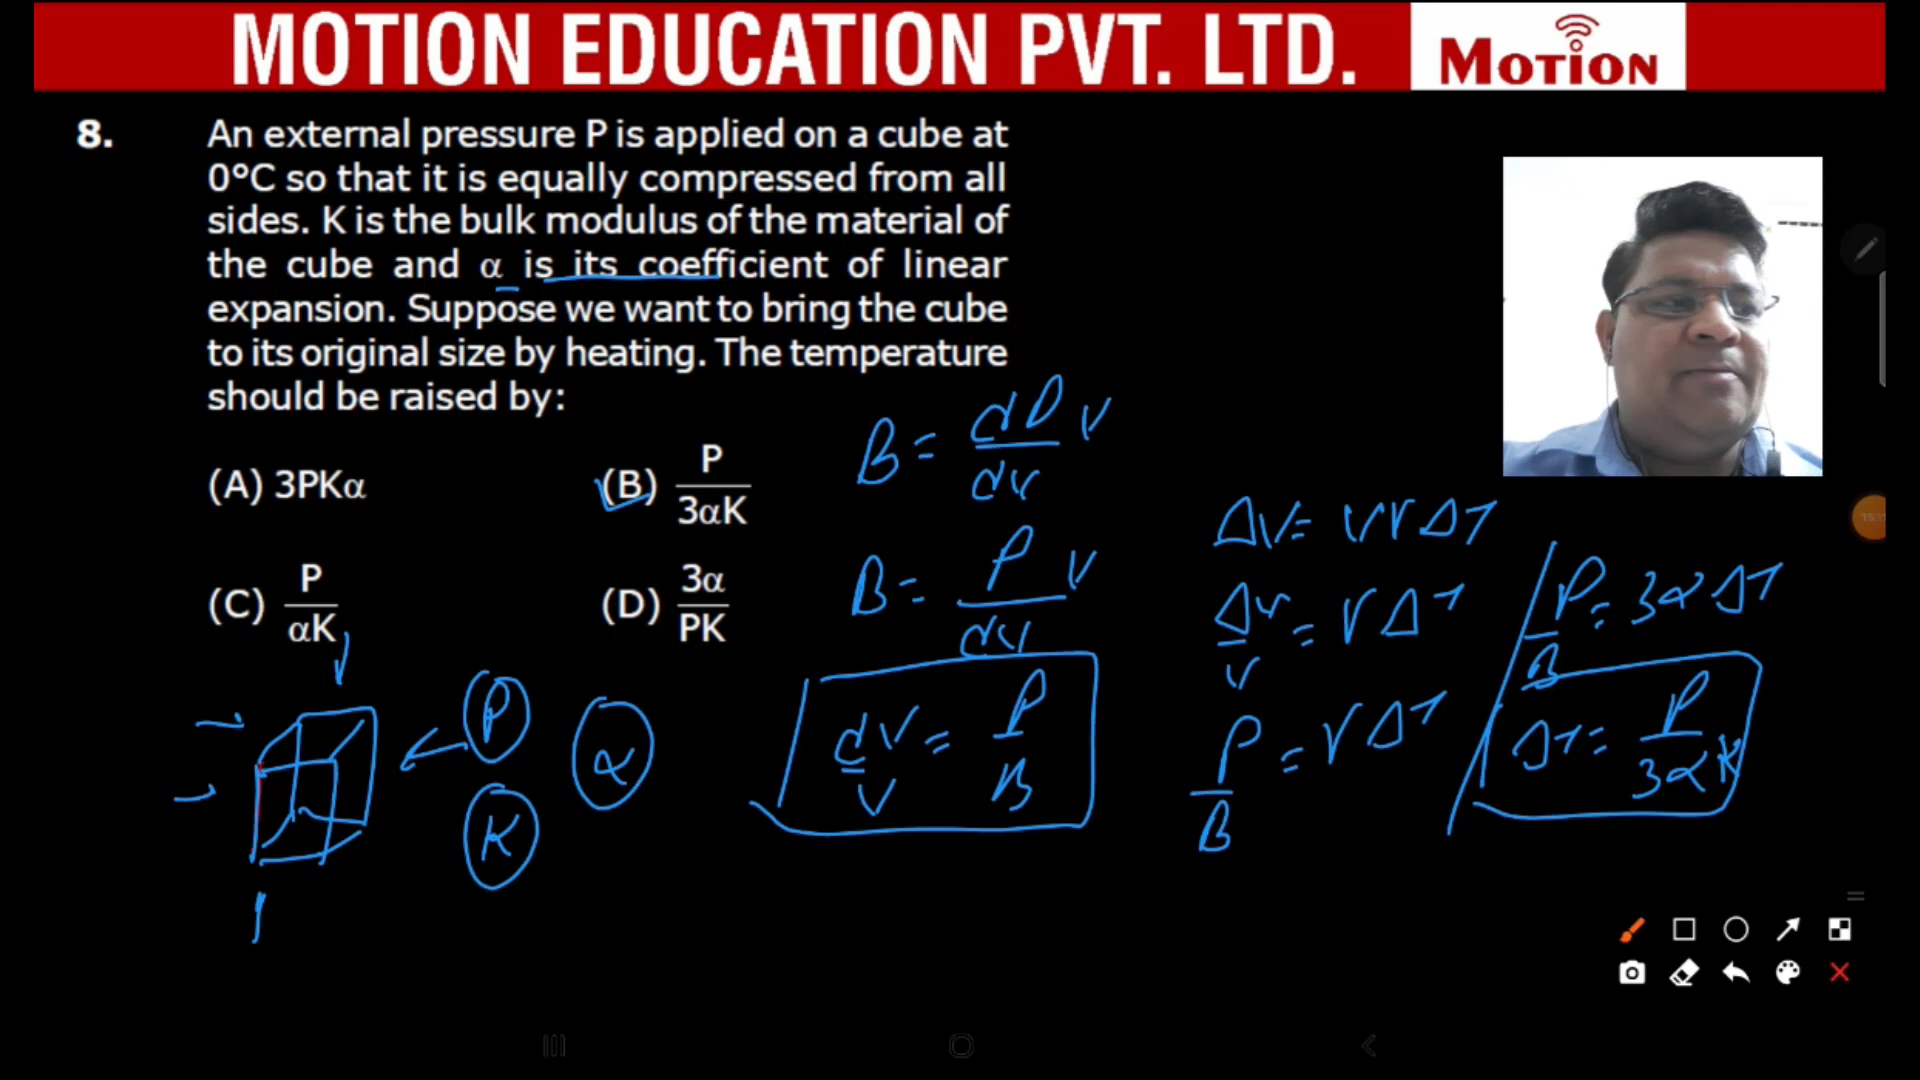 MOTION EDUCATION PVT. LTD.
MOTION
8.
An external pressure P is applied on a cube at
0°C so that it is equally compressed from all
sides. K is the bulk modulus of the material of
the cube and α is its coefficient of linear
expansion. Suppose we want to bring the cube
to its original size by heating. The temperature
should be raised by:
(A) 3PKα
(B) P/3αK
(C) P/αK
(D) 3α/PK
B = dP/dv V
B = P/dv V
dV/V = P/B
P
K
α
ΔV = VγΔT
Δv/V = γΔT
P/B = γΔT
P/B = 3αΔT
ΔT = P/3αK